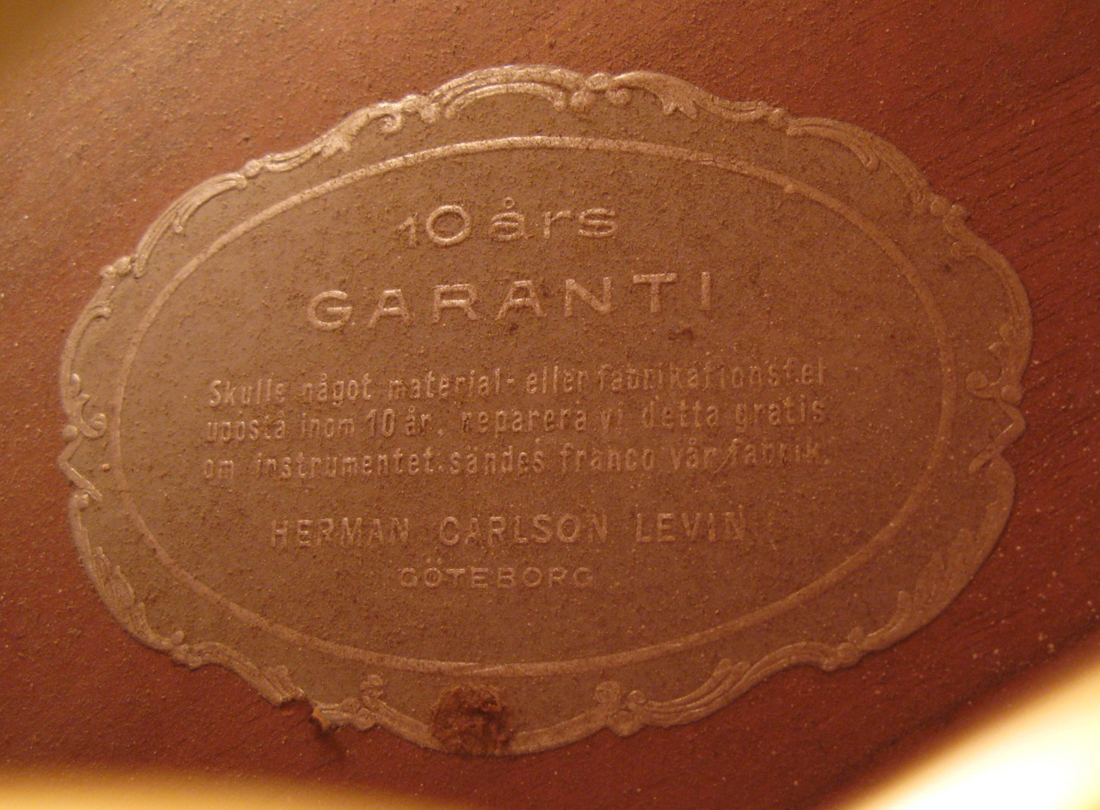 10 års
GARANTI
Skulle något material- eller fabrikationsfel
uppstå inom 10 år, reparera vi detta gratis
om instrumentet sändes franco vår fabrik.
HERMAN CARLSON LEVIN
GÖTEBORG